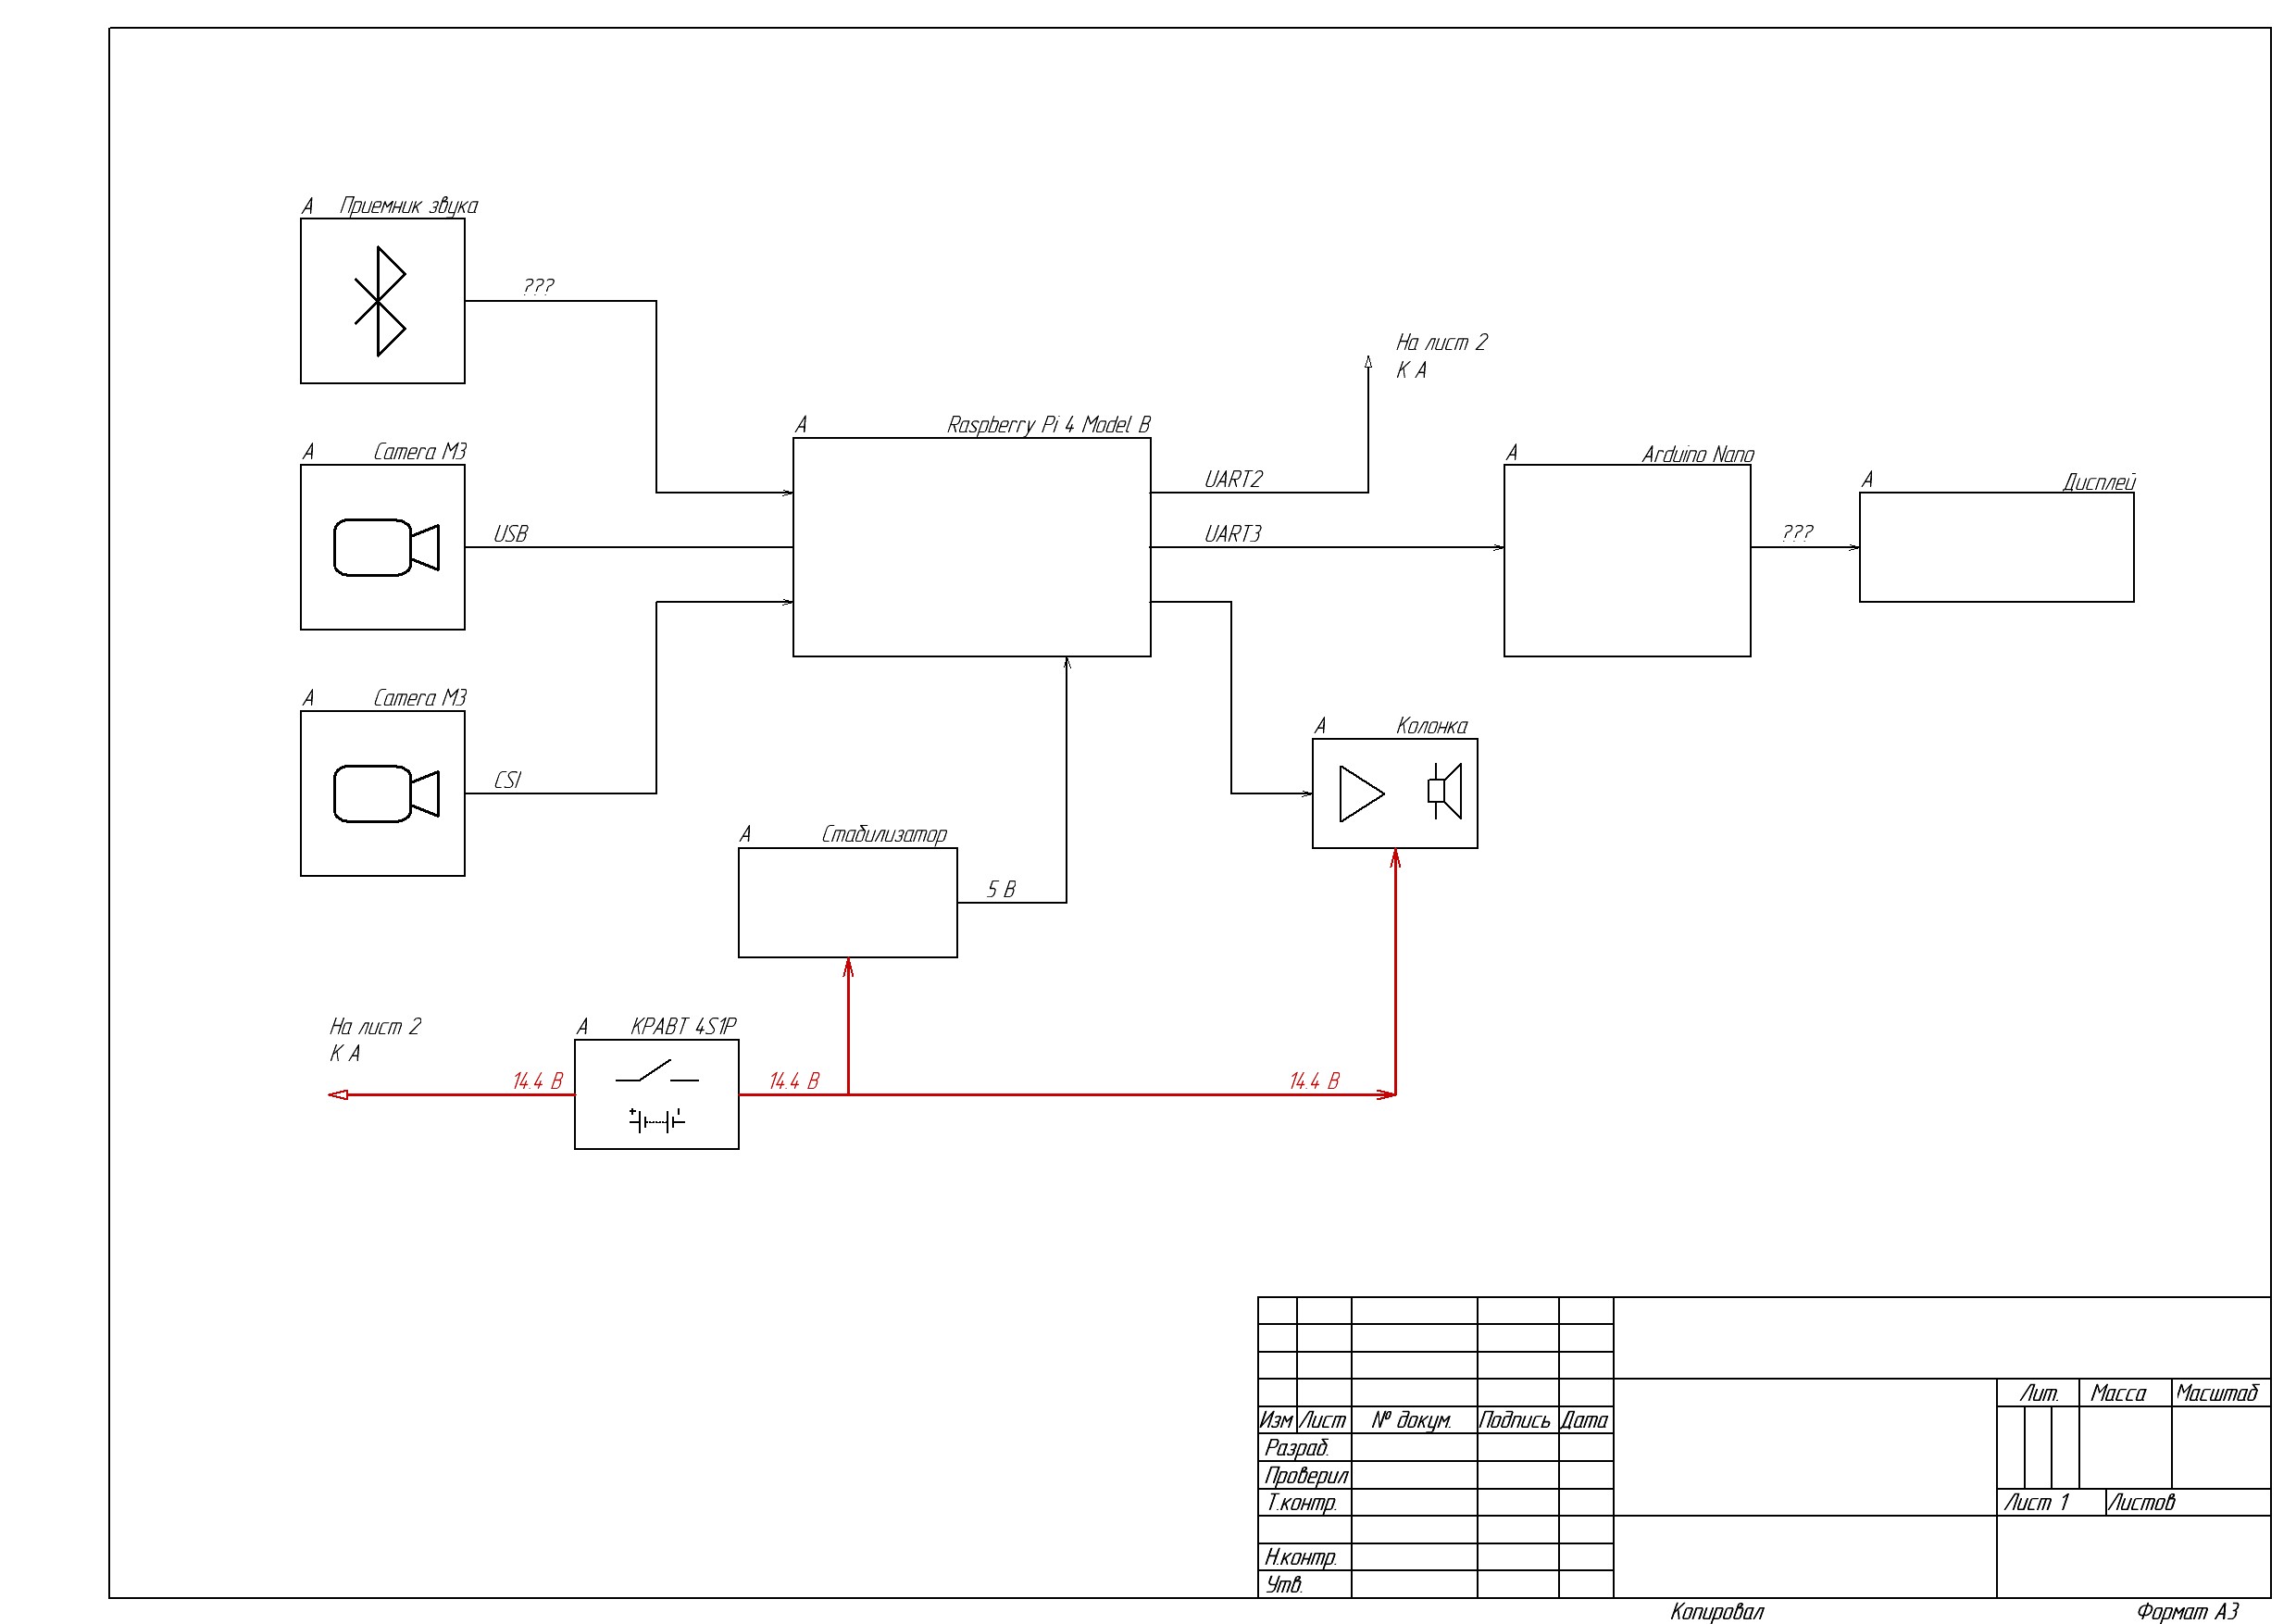 А Приемник звука
???
На лист 2
К А
А Raspberry Pi 4 Model B
А Camera M3
UART2
А Arduino Nano
А Дисплей
USB
UART3
???
А Camera M3
CSI
А Колонка
А Стабилизатор
5 В
На лист 2
К А
А КРАВТ 4S1P
14.4 В
14.4 В
14.4 В
Лит. Масса Масштаб
Изм Лист № докум. Подпись Дата
Разраб.
Проверил
Т.контр.
Лист 1 Листов
Н.контр.
Утв.
Копировал Формат А3